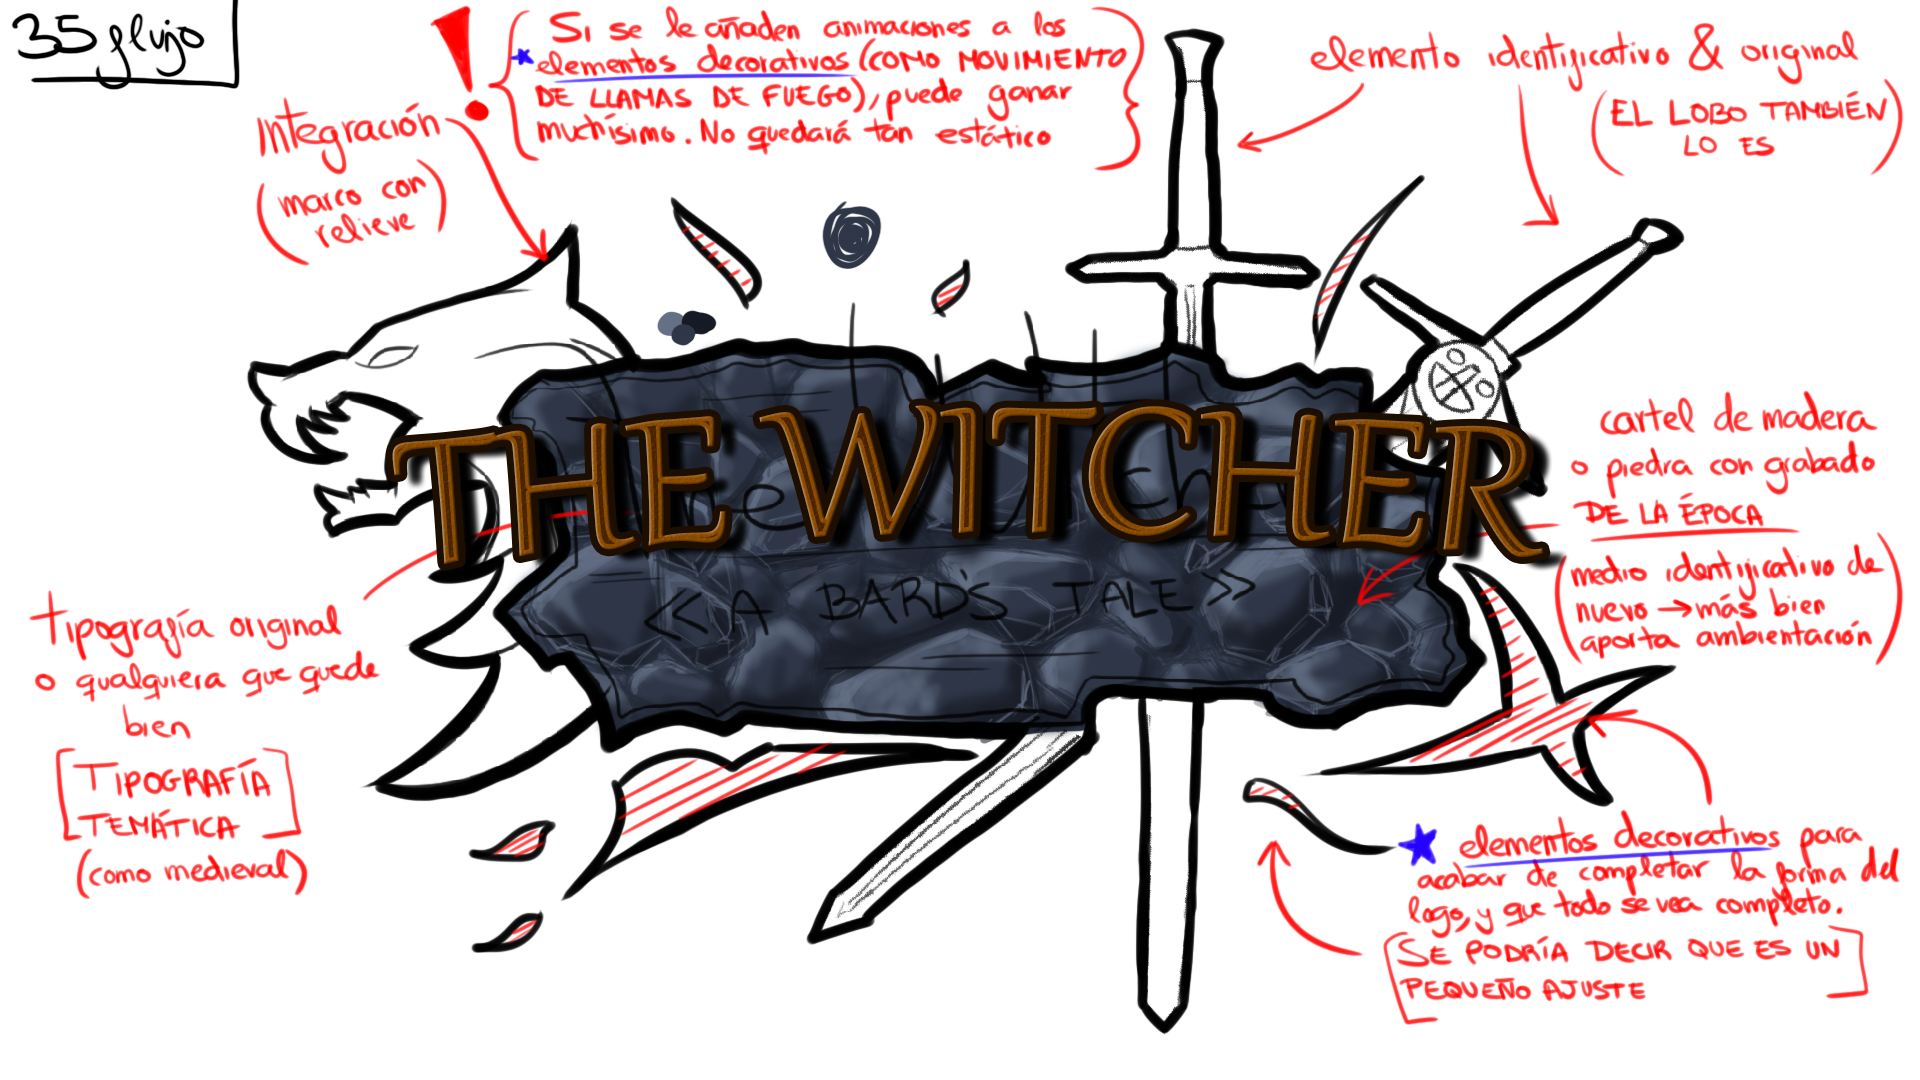 35 flujo
Si se le añaden animaciones a los
elementos decorativos (COMO MOVIMIENTO
DE LLAMAS DE FUEGO), puede ganar
muchísimo. No quedará tan estático
elemento identificativo & original
(EL LOBO TAMBIÉN
LO ES)
Integración
(marco con
relieve)
THE WITCHER
<< A BARD'S TALE >>
cartel de madera
o piedra con grabado
DE LA ÉPOCA
(medio identificativo de
nuevo → más bien
aporta ambientación)
Tipografía original
o qualquiera que quede
bien
[TIPOGRAFÍA
TEMÁTICA]
(como medieval)
elementos decorativos para
acabar de completar la forma del
logo, y que todo se vea completo.
[SE PODRÍA DECIR QUE ES UN
PEQUEÑO AJUSTE]